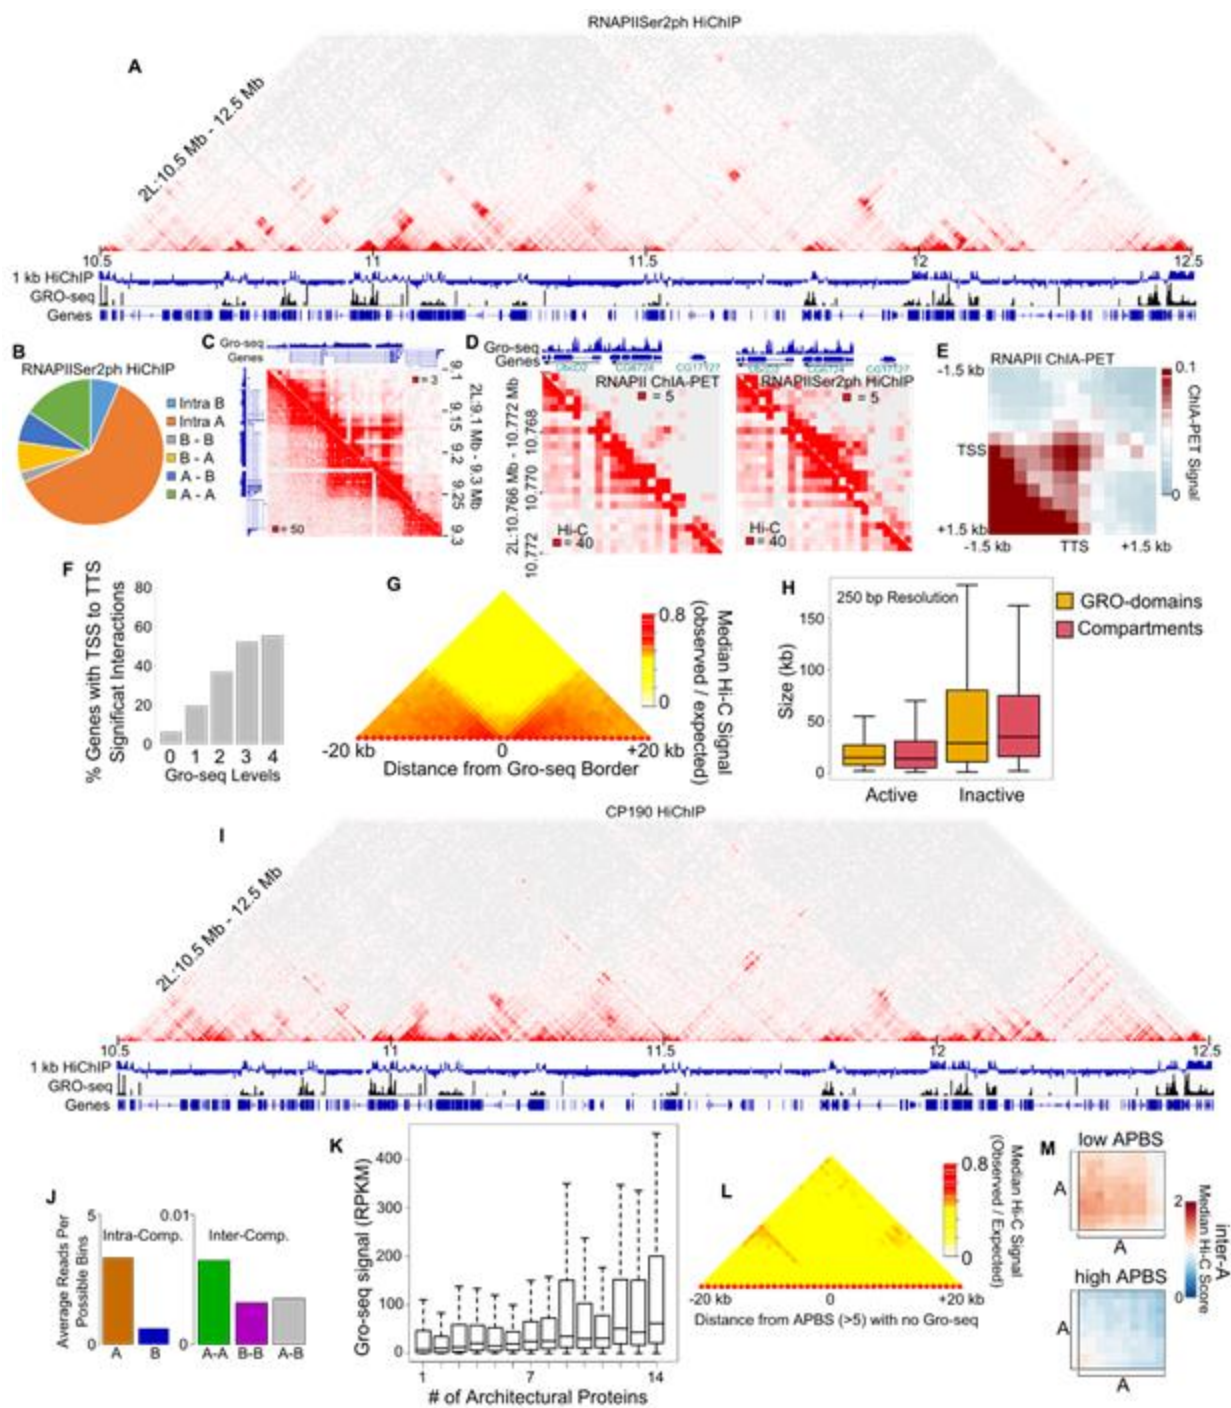 RNAPIISer2ph HiChIP
A
2L:10.5 Mb - 12.5 Mb
10.5 11 11.5 12 12.5
1 kb HiChIP
GRO-seq
Genes
B
RNAPIISer2ph HiChIP
Intra B
Intra A
B - B
B - A
A - B
A - A
C
Gro-seq
Genes
= 3
= 50
9.1 9.15 9.2 9.25 9.3
2L:9.1 Mb - 9.3 Mb
D
Gro-seq
Genes
UbcD2 CG6724 CG17127
RNAPII ChIA-PET
= 5
Hi-C
= 40
2L:10.766 Mb - 10.772 Mb
10.768 10.770 10.772
CG6724 CG17127
RNAPIISer2ph HiChIP
= 5
Hi-C
= 40
E
RNAPII ChIA-PET
-1.5 kb
TSS
+1.5 kb
-1.5 kb TTS +1.5 kb
0.1
0
ChIA-PET Signal
F
% Genes with TSS to TTS
Significat Interactions
80
60
40
20
0
0 1 2 3 4
Gro-seq Levels
G
0.8
0
Median Hi-C Signal
(observed / expected)
-20 kb 0 +20 kb
Distance from Gro-seq Border
H
250 bp Resolution
Size (kb)
150
100
50
0
Active Inactive
GRO-domains
Compartments
CP190 HiChIP
I
2L:10.5 Mb - 12.5 Mb
10.5 11 11.5 12 12.5
1 kb HiChIP
GRO-seq
Genes
J
Average Reads Per
Possible Bins
5
0
Intra-Comp.
A B
0.01
0
Inter-Comp.
A-A B-B A-B
K
Gro-seq signal (RPKM)
400
300
200
100
0
1 7 14
# of Architectural Proteins
L
0.8
0
Median Hi-C Signal
(Observed / Expected)
-20 kb 0 +20 kb
Distance from APBS (>5) with no Gro-seq
M
low APBS
A
A
high APBS
A
A
2
0
Median Hi-C Score
inter-A